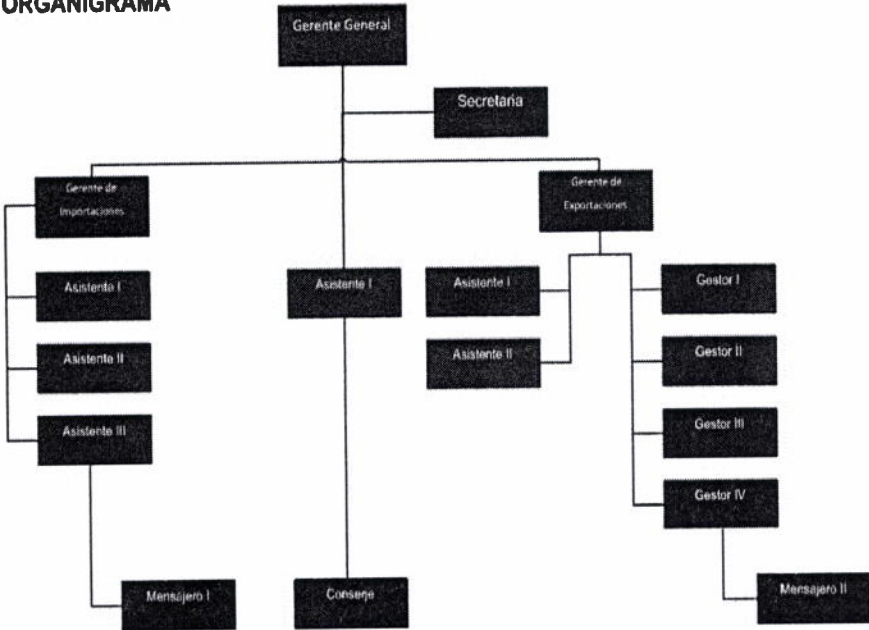 ORGANIGRAMA
Gerente General
Secretaria
Gerente de
Importaciones
Gerente de
Exportaciones
Asistente I
Asistente II
Asistente III
Mensajero I
Asistente I
Conserje
Asistente I
Asistente II
Gestor I
Gestor II
Gestor III
Gestor IV
Mensajero II